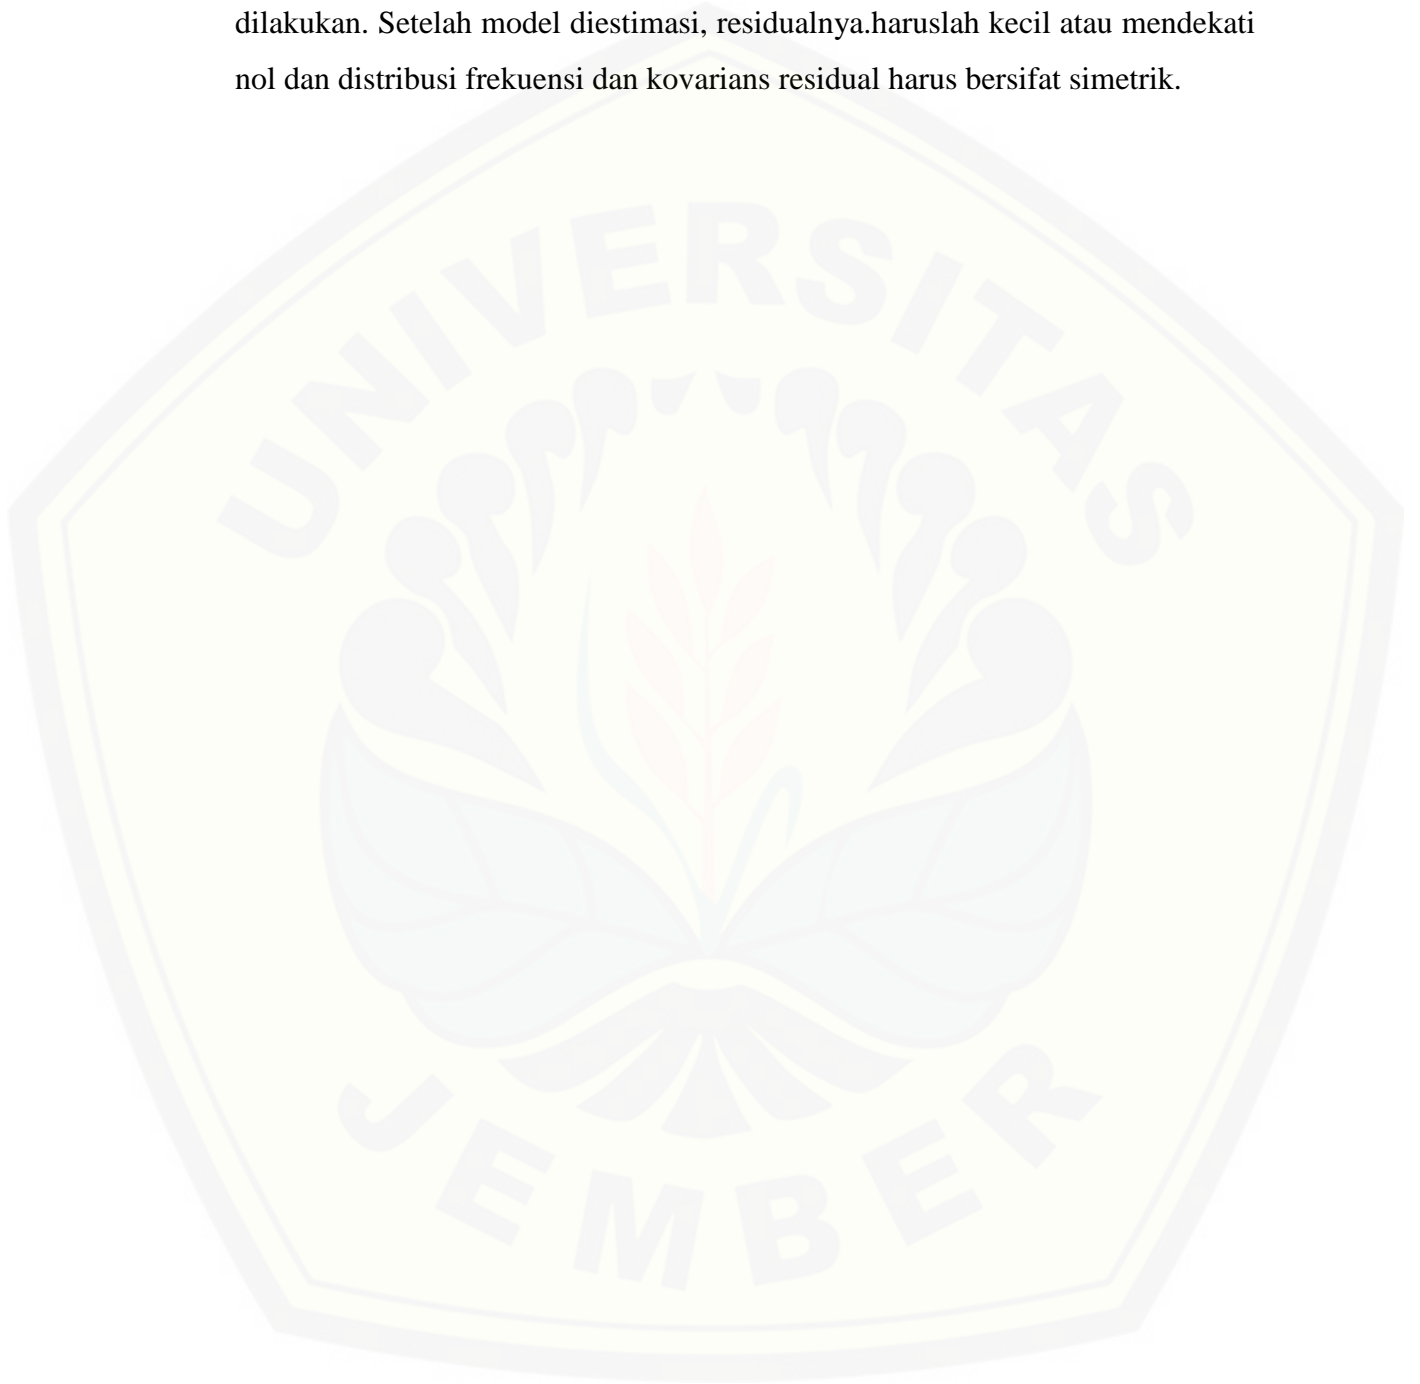 dilakukan. Setelah model diestimasi, residualnya.haruslah kecil atau mendekati
nol dan distribusi frekuensi dan kovarians residual harus bersifat simetrik.
UNIVERSITAS
JEMBER